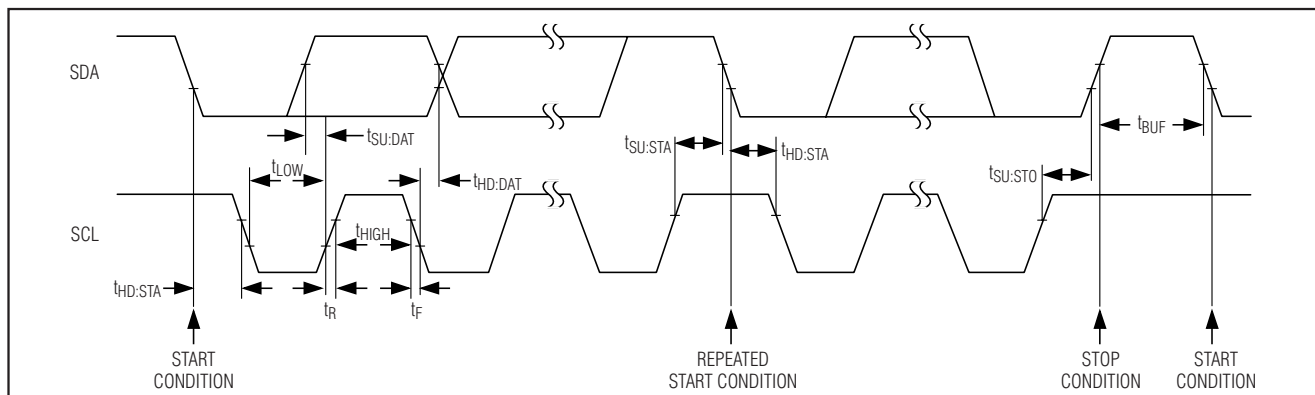 SDA
tSU:DAT
tBUF
tSU:STA
tHD:STA
tLOW
tHD:DAT
tSU:STO
SCL
tHIGH
tHD:STA
tR
tF
START
CONDITION
REPEATED
START CONDITION
STOP
CONDITION
START
CONDITION